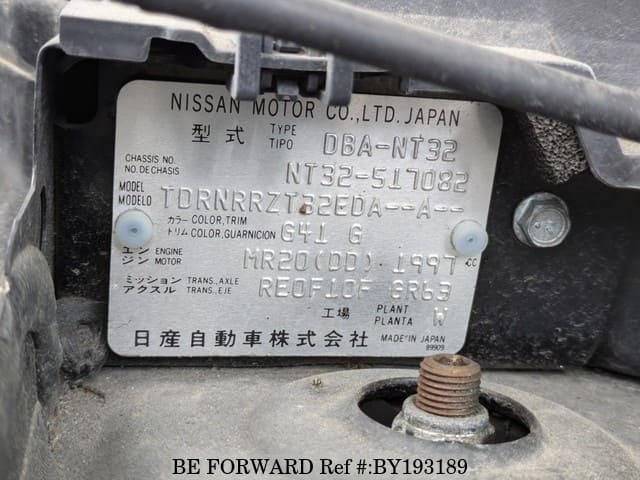 NISSAN MOTOR CO.,LTD.JAPAN
型式 TYPE TIPO DBA-NT32
CHASSIS NO. NO.DE CHASIS NT32-517082
MODEL MODELO TDRNRRZT32EDA--A--
カラー COLOR,TRIM
トリム COLOR,GUARNICION G41 G
エンジン ENGINE MOTOR MR20(DD) 1997 cc
ミッション TRANS.,AXLE
アクスル TRANS.,EJE RE0F10F GR63
工場 PLANT PLANTA W
日産自動車株式会社 MADE IN JAPAN
89909
BE FORWARD Ref #:BY193189